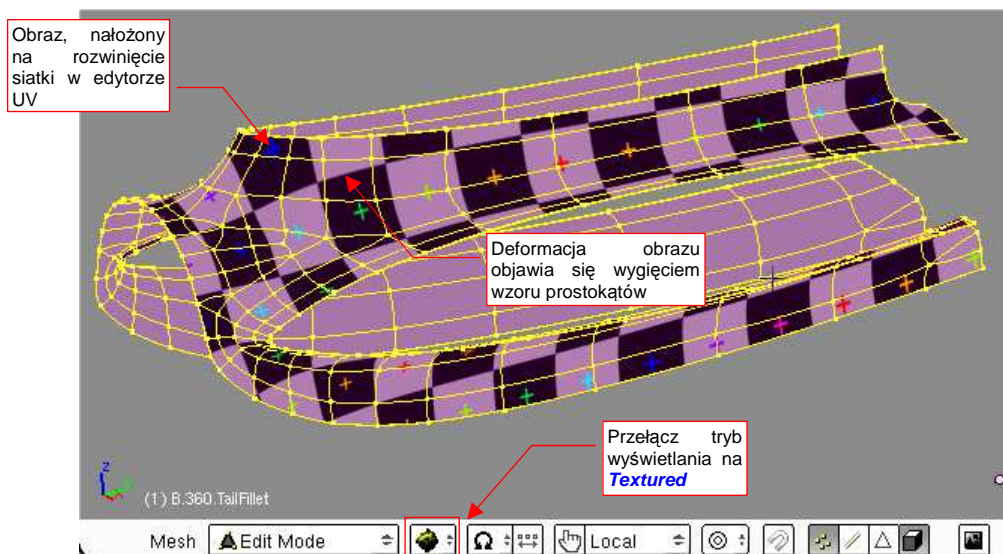 Obraz, nałożony
na rozwinięcie
siatki w edytorze
UV
Deformacja obrazu
objawia się wygięciem
wzoru prostokątów
Przełącz tryb
wyświetlania na
Textured
z
(1) B.360.TailFillet
Mesh Edit Mode Local